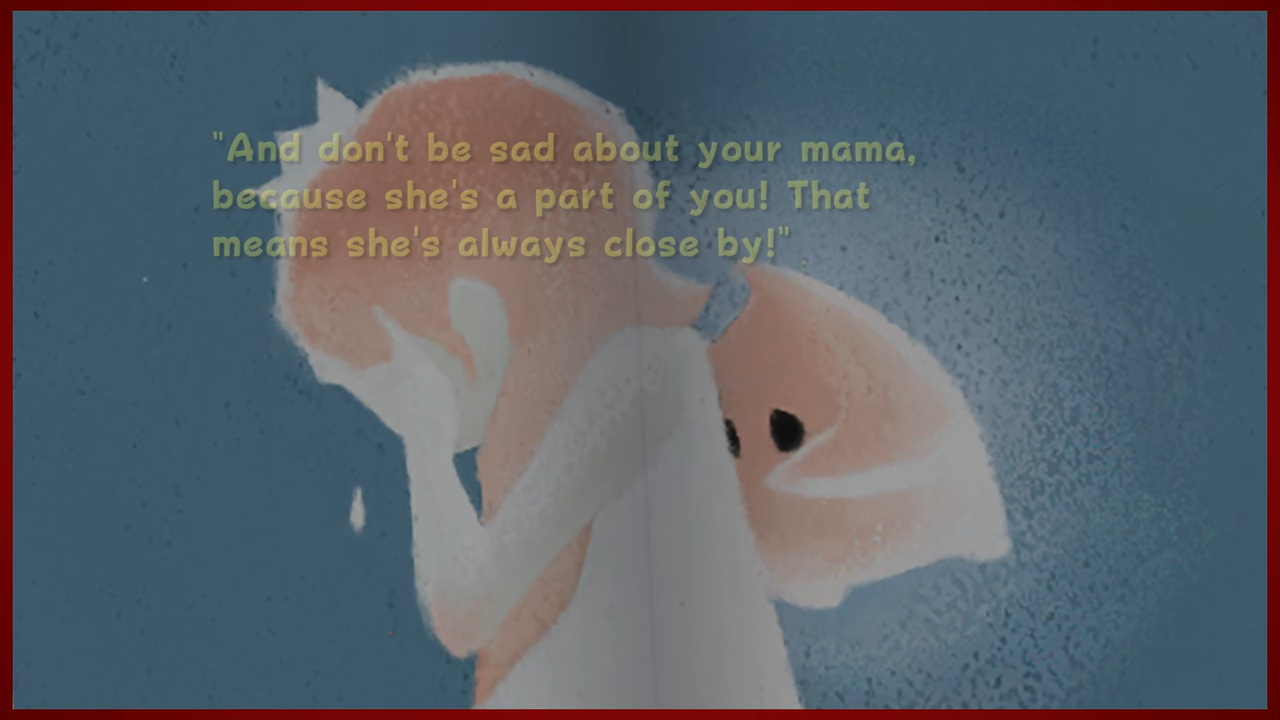 "And don't be sad about your mama,
because she's a part of you! That
means she's always close by!"